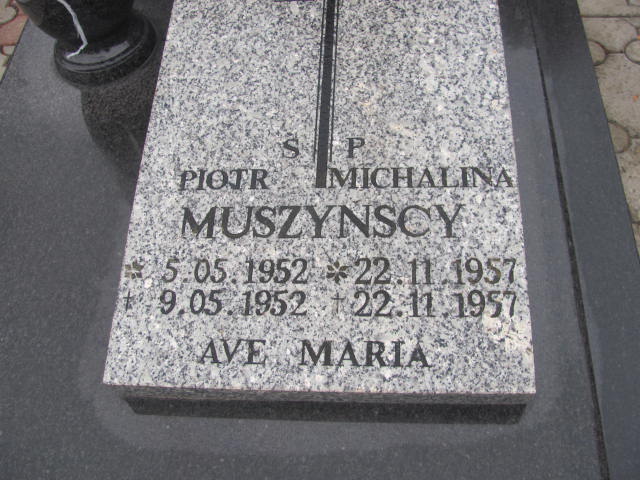 Ś P
PIOTR MICHALINA
MUSZYNSCY
* 5.05.1952 * 22.11.1957
† 9.05.1952 † 22.11.1957
AVE MARIA